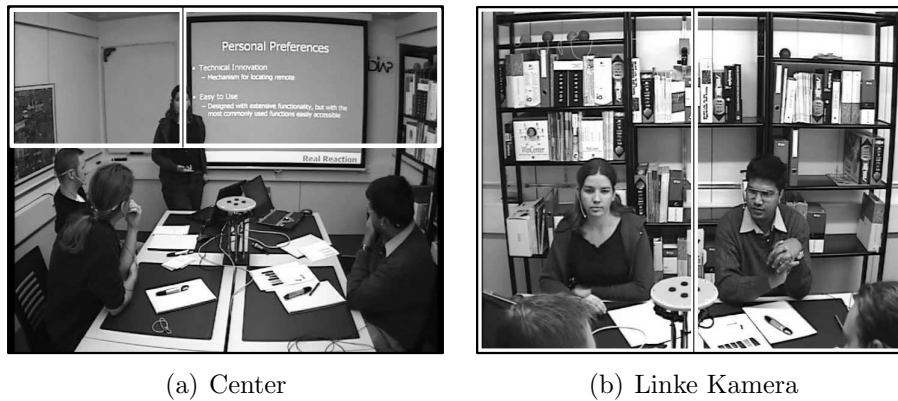 Personal Preferences
• Technical Innovation
– Mechanism for locating remote
• Easy to Use
– Designed with extensive functionality, but with the
most commonly used functions easily accessible
Real Reaction
(a) Center
(b) Linke Kamera